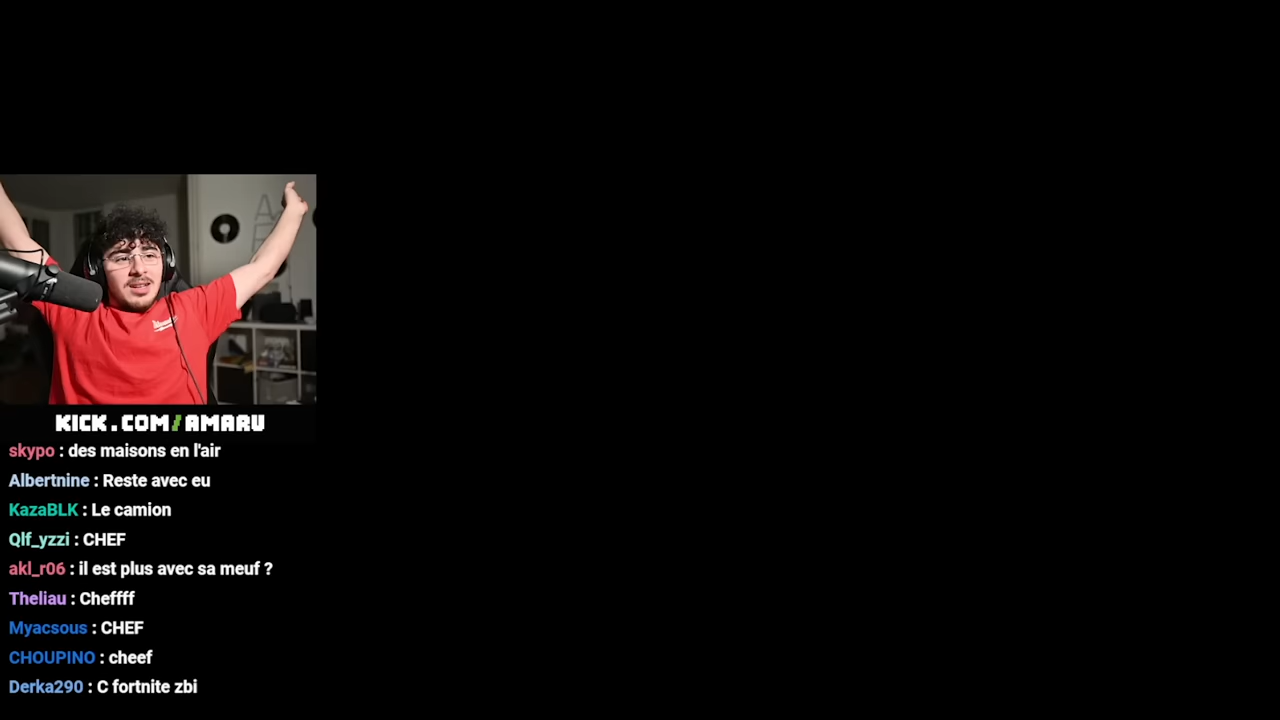 KICK.COM/AMARU
skypo : des maisons en l'air
Albertnine : Reste avec eu
KazaBLK : Le camion
Qlf_yzzi : CHEF
akl_r06 : il est plus avec sa meuf ?
Theliau : Cheffff
Myacsous : CHEF
CHOUPINO : cheef
Derka290 : C fortnite zbi